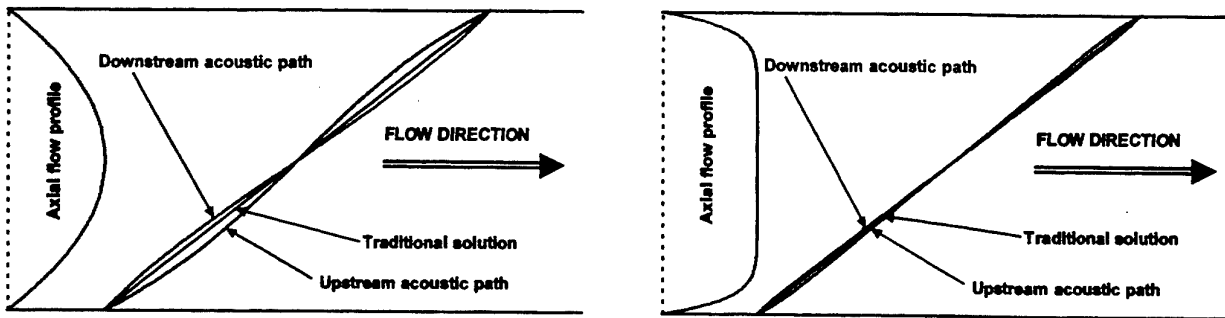 Downstream acoustic path
Axial flow profile
FLOW DIRECTION
Traditional solution
Upstream acoustic path
Downstream acoustic path
Axial flow profile
FLOW DIRECTION
Traditional solution
Upstream acoustic path